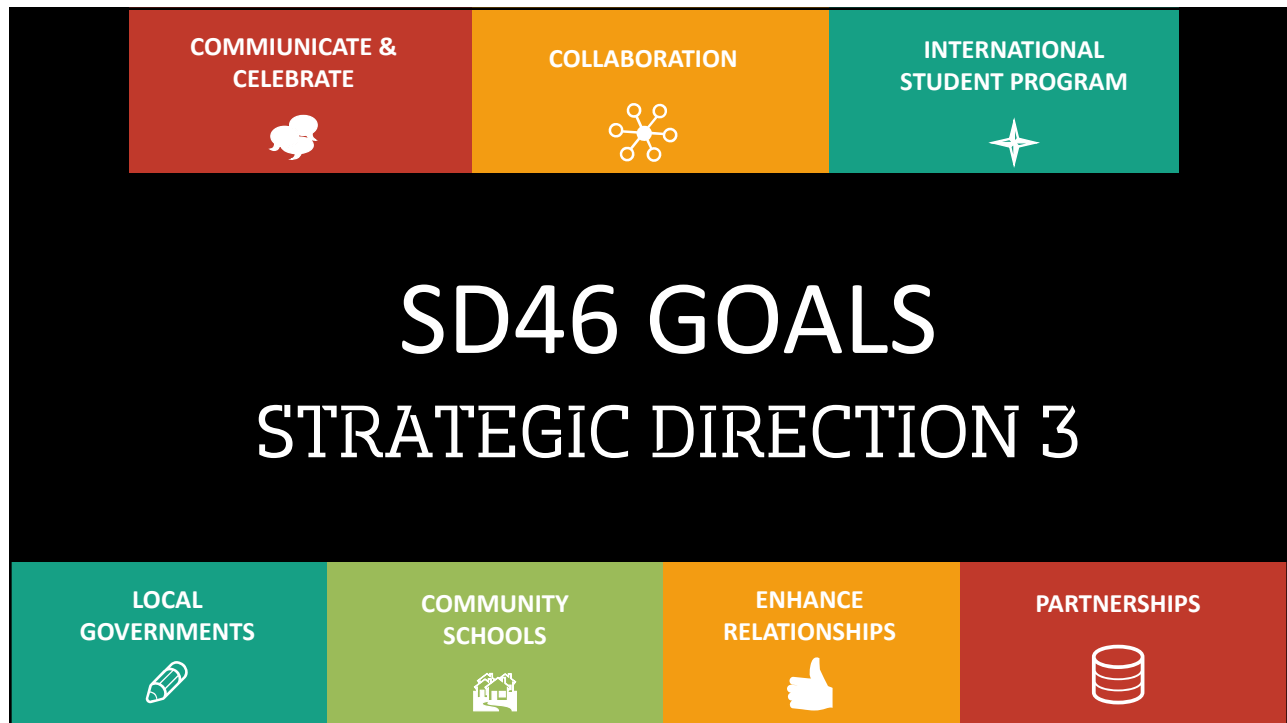 COMMIUNICATE &
CELEBRATE
COLLABORATION
INTERNATIONAL
STUDENT PROGRAM
SD46 GOALS
STRATEGIC DIRECTION 3
LOCAL
GOVERNMENTS
COMMUNITY
SCHOOLS
ENHANCE
RELATIONSHIPS
PARTNERSHIPS